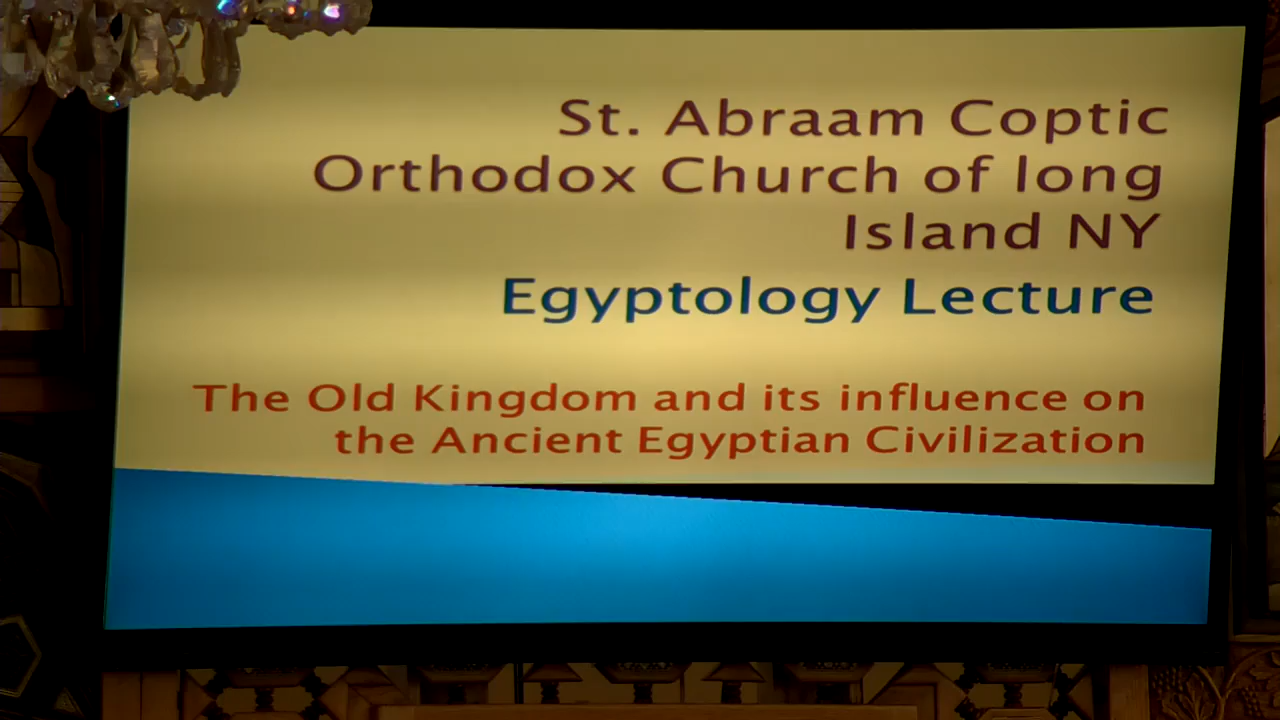 St. Abraam Coptic
Orthodox Church of long
Island NY
Egyptology Lecture
The Old Kingdom and its influence on
the Ancient Egyptian Civilization